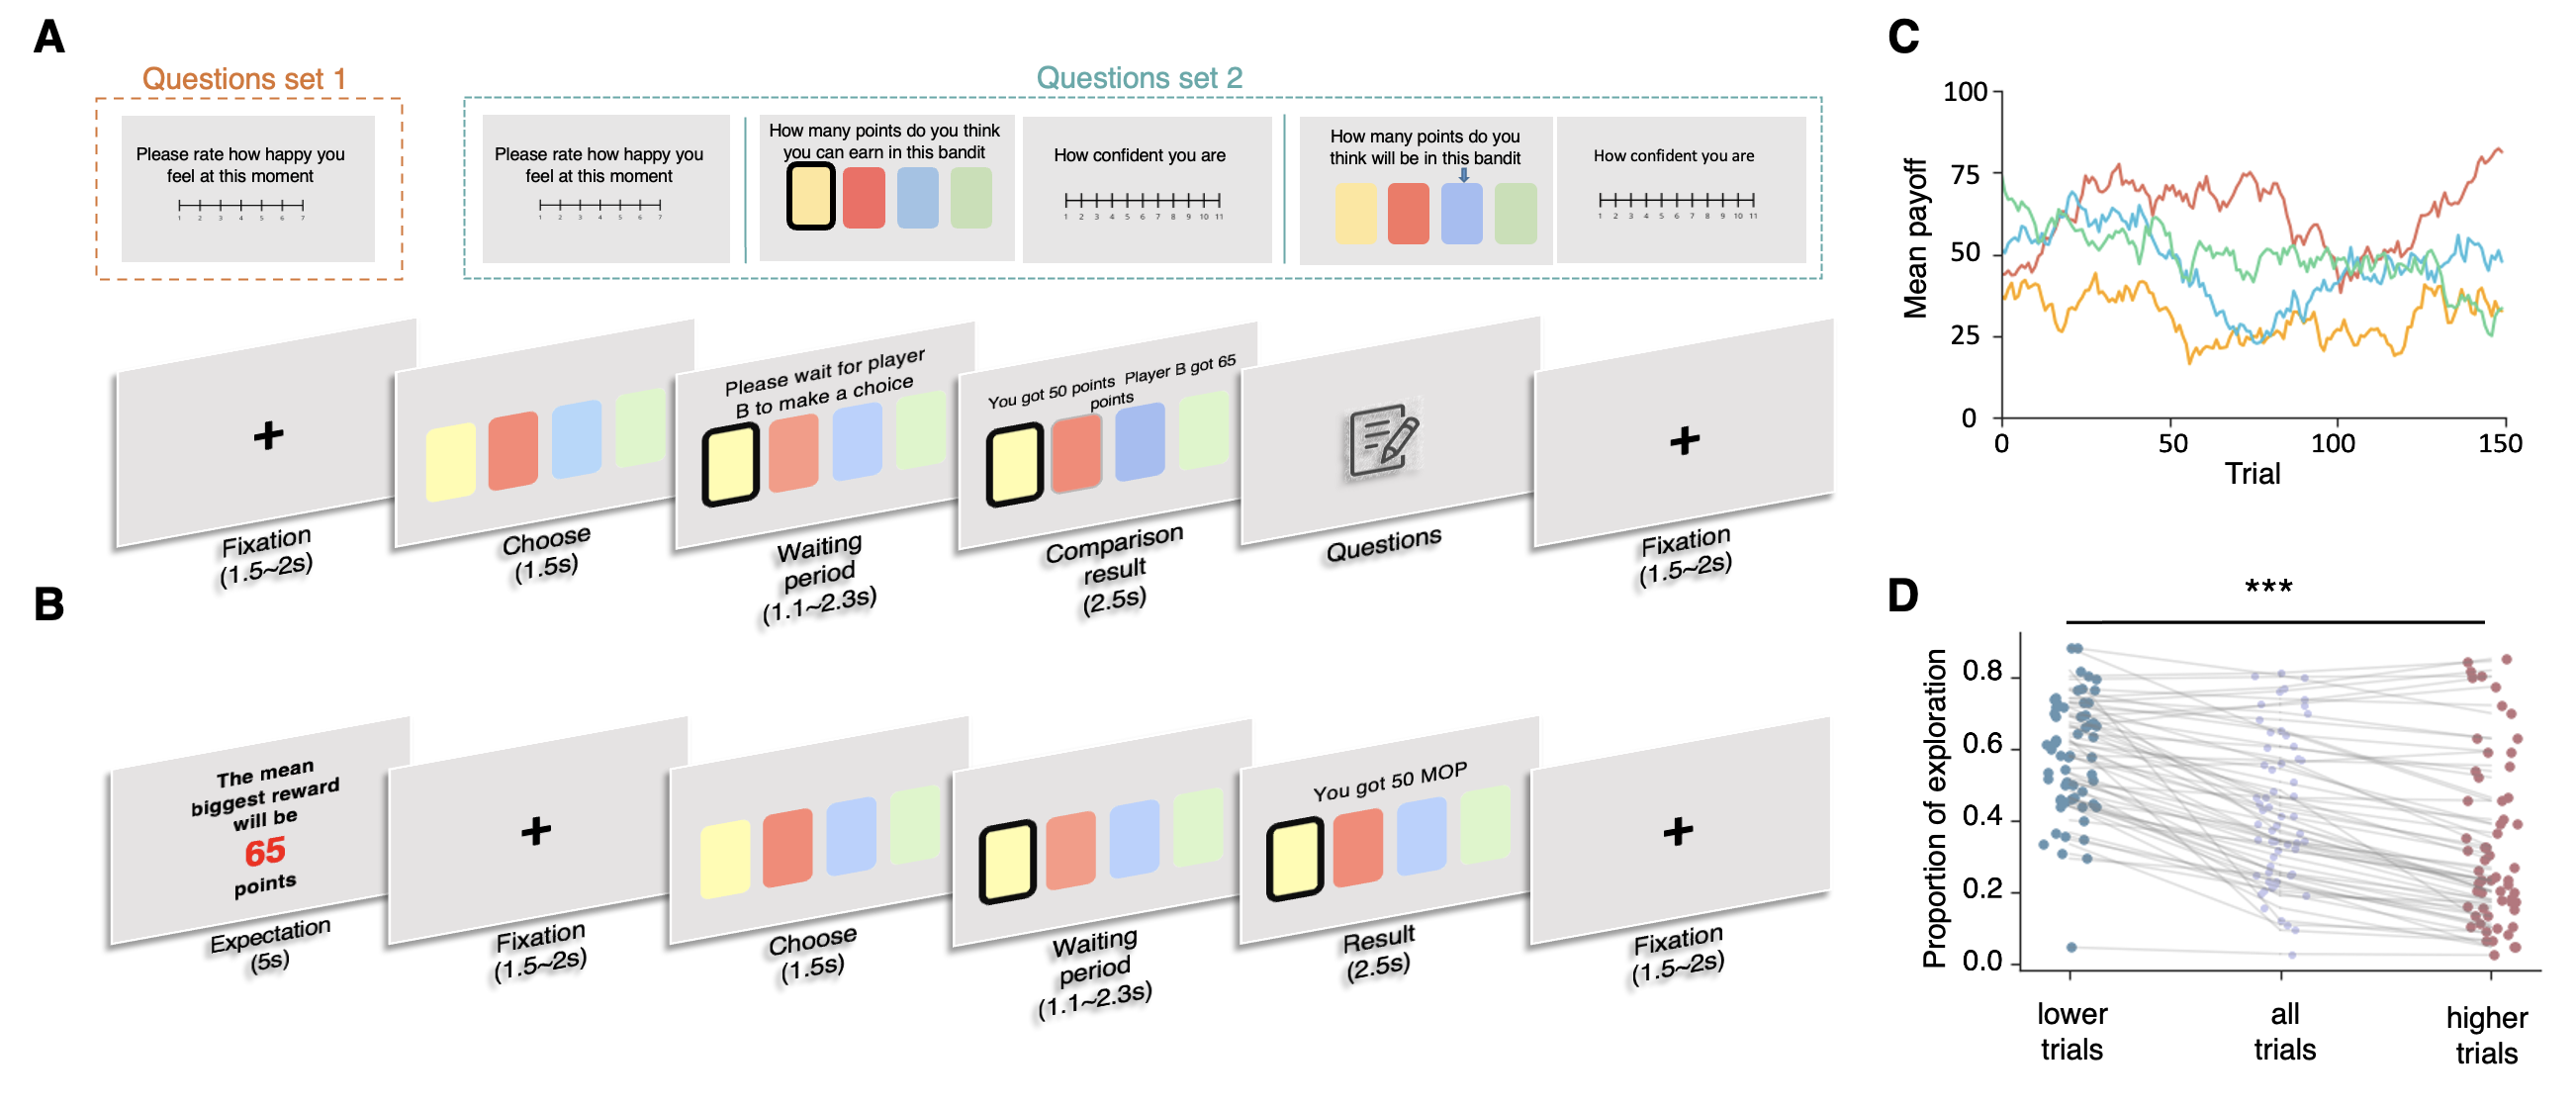 A
Questions set 1
Please rate how happy you
feel at this moment
1 2 3 4 5 6 7
Questions set 2
Please rate how happy you
feel at this moment
1 2 3 4 5 6 7
How many points do you think
you can earn in this bandit
How confident you are
1 2 3 4 5 6 7 8 9 10 11
How many points do you
think will be in this bandit
How confident you are
1 2 3 4 5 6 7 8 9 10 11
+
Fixation
(1.5~2s)
Choose
(1.5s)
Please wait for player
B to make a choice
Waiting
period
(1.1~2.3s)
You got 50 points Player B got 65
points
Comparison
result
(2.5s)
Questions
+
Fixation
(1.5~2s)
B
The mean
biggest reward
will be
65
points
Expectation
(5s)
+
Fixation
(1.5~2s)
Choose
(1.5s)
Waiting
period
(1.1~2.3s)
You got 50 MOP
Result
(2.5s)
+
Fixation
(1.5~2s)
C
Mean payoff
100
75
50
25
0
0 50 100 150
Trial
D
***
Proportion of exploration
0.8
0.6
0.4
0.2
0.0
lower
trials
all
trials
higher
trials